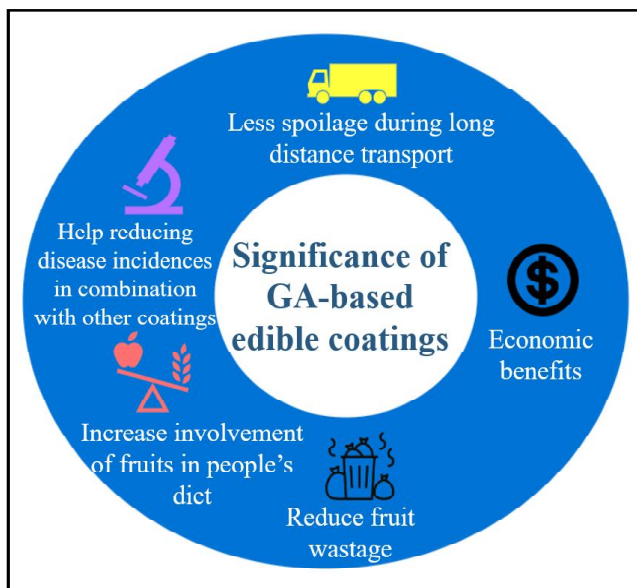 Less spoilage during long
distance transport
Help reducing
disease incidences
in combination
with other coatings
Significance of
GA-based
edible coatings
$
Economic
benefits
Increase involvement
of fruits in people's
dict
Reduce fruit
wastage